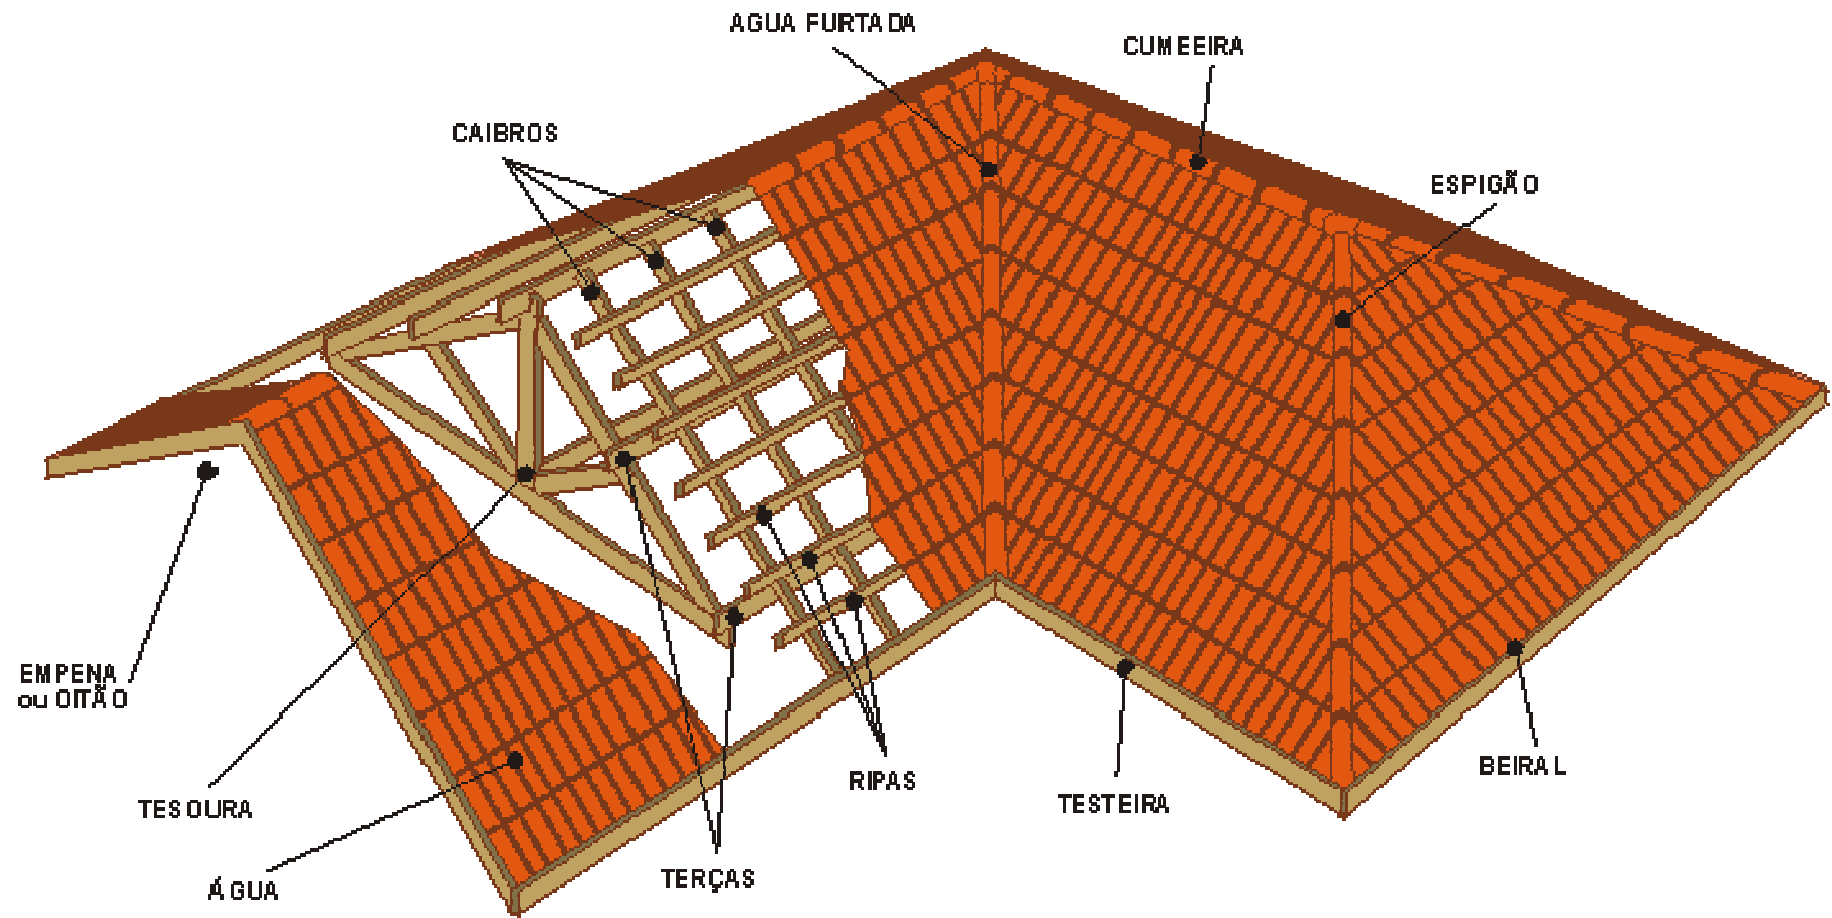 AGUA FURTADA
CUMEEIRA
CAIBROS
ESPIGÃO
EMPENA
ou OITÃO
TESOURA
ÁGUA
TERÇAS
RIPAS
TESTEIRA
BEIRAL